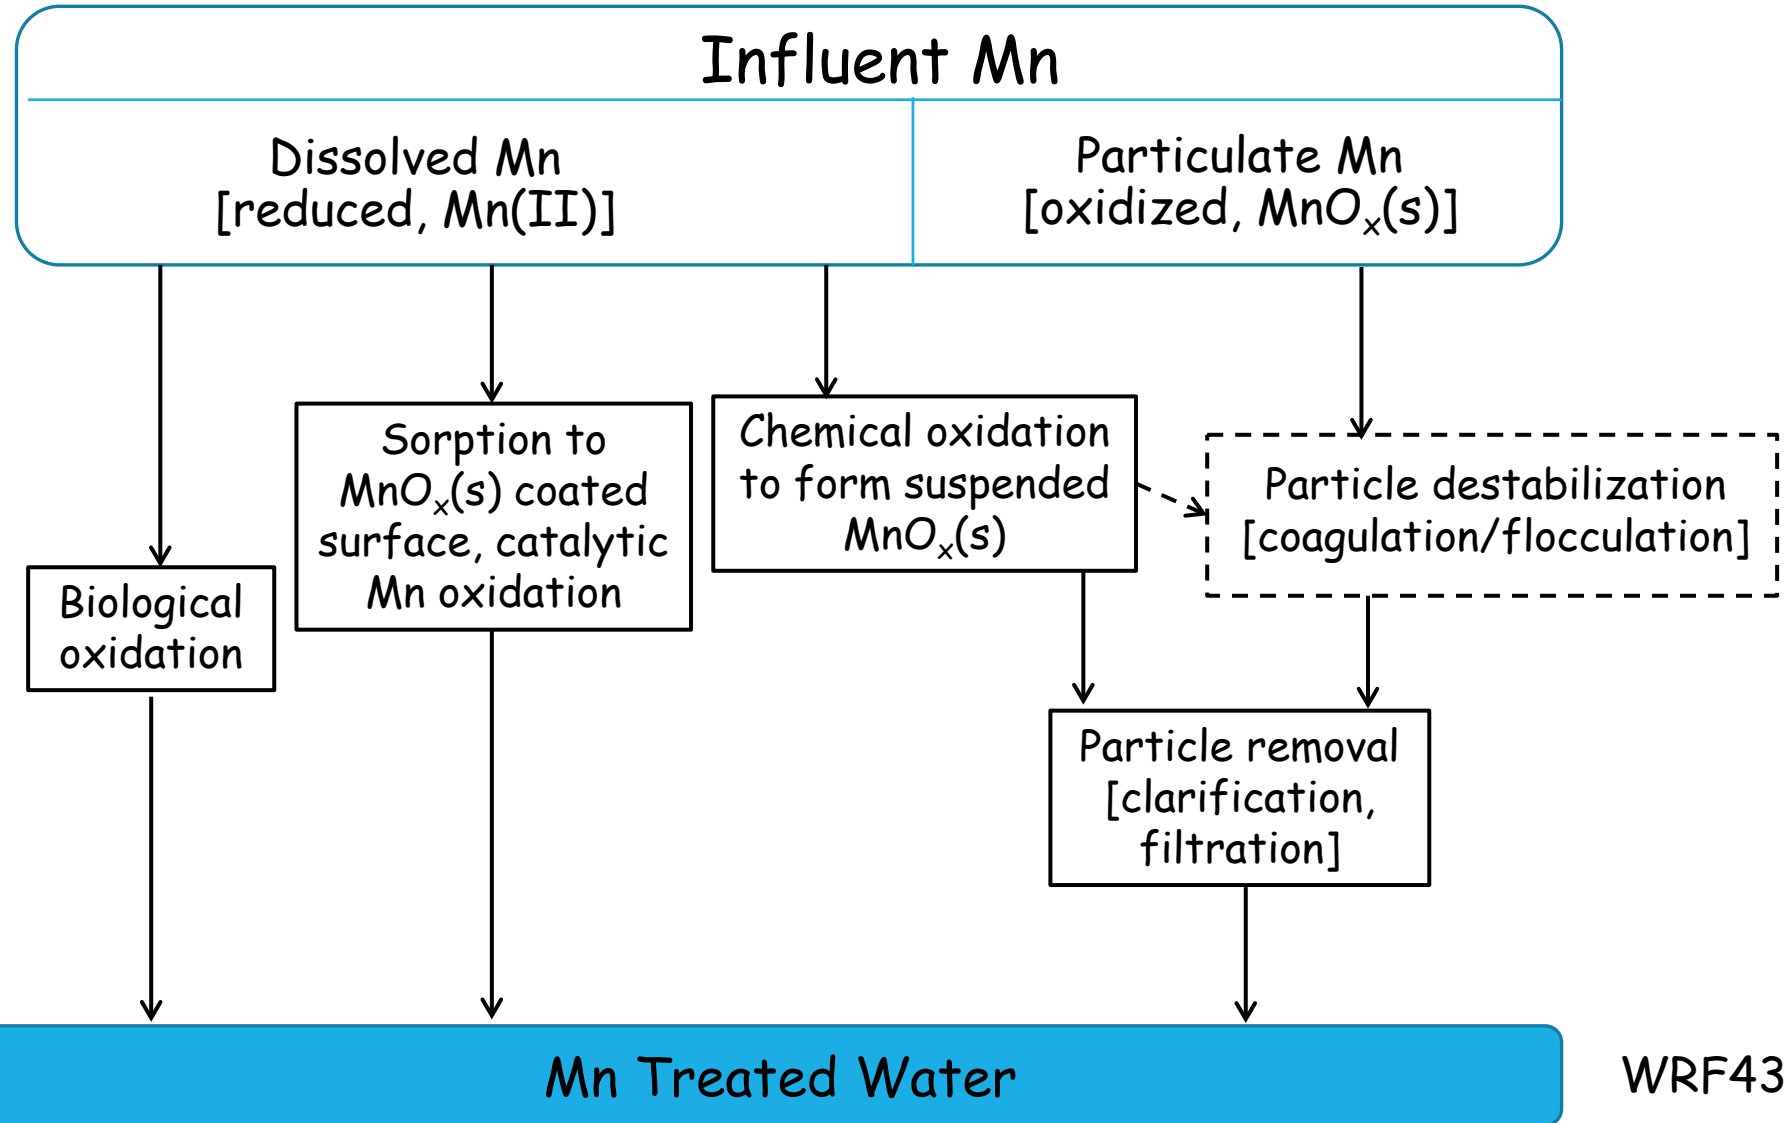 Influent Mn
Dissolved Mn
[reduced, Mn(II)]
Particulate Mn
[oxidized, MnOₓ(s)]
Sorption to
MnOₓ(s) coated
surface, catalytic
Mn oxidation
Chemical oxidation
to form suspended
MnOₓ(s)
Particle destabilization
[coagulation/flocculation]
Biological
oxidation
Particle removal
[clarification,
filtration]
Mn Treated Water
WRF43